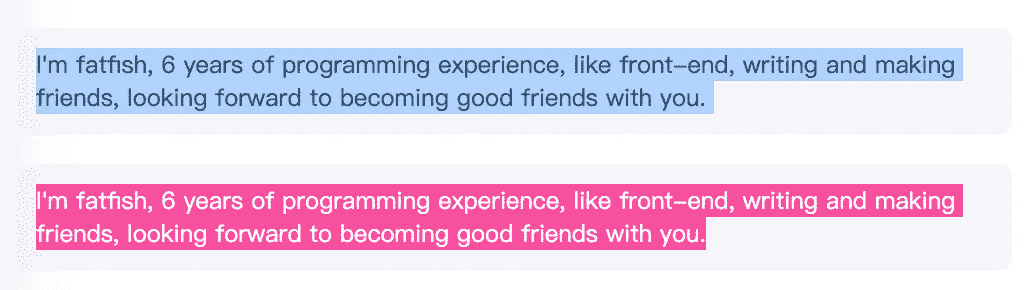 I'm fatfish, 6 years of programming experience, like front-end, writing and making
friends, looking forward to becoming good friends with you.
I'm fatfish, 6 years of programming experience, like front-end, writing and making
friends, looking forward to becoming good friends with you.